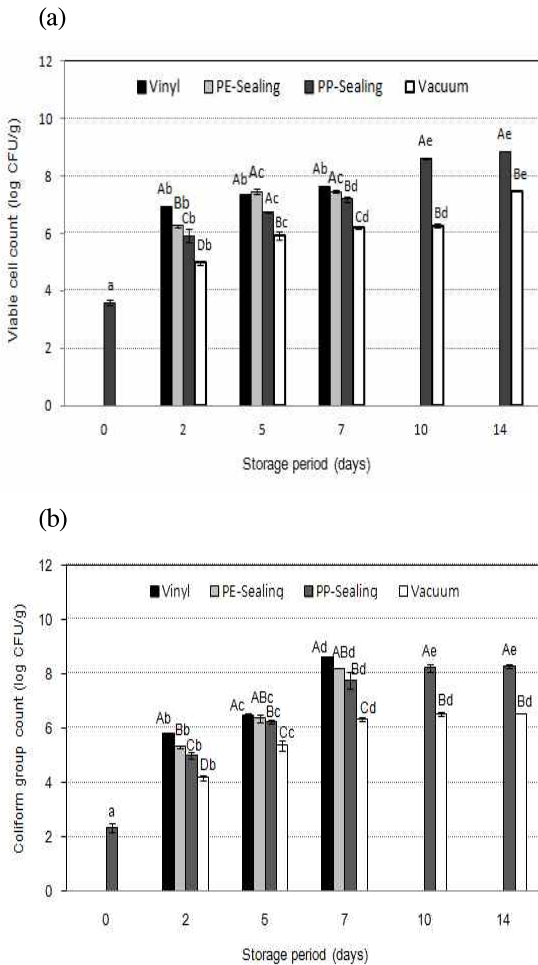 (a)
12
Vinyl PE-Sealing PP-Sealing Vacuum
10
Ae Ae
Ab Ac Ab Ac Bd Be
8
Ab Bb Cb Ac Cd Bd
6
Db Bc
4
a
2
0
Viable cell count (log CFU/g)
0 2 5 7 10 14
Storage period (days)
(b)
12
Vinyl PE-Sealing PP-Sealing Vacuum
10
Ad ABd Bd Ae Ae
8
Ab Bb Cb Ac ABc Bc Cd Bd Bd
6
Db Cc
4
a
2
0
Coliform group count (log CFU/g)
0 2 5 7 10 14
Storage period (days)